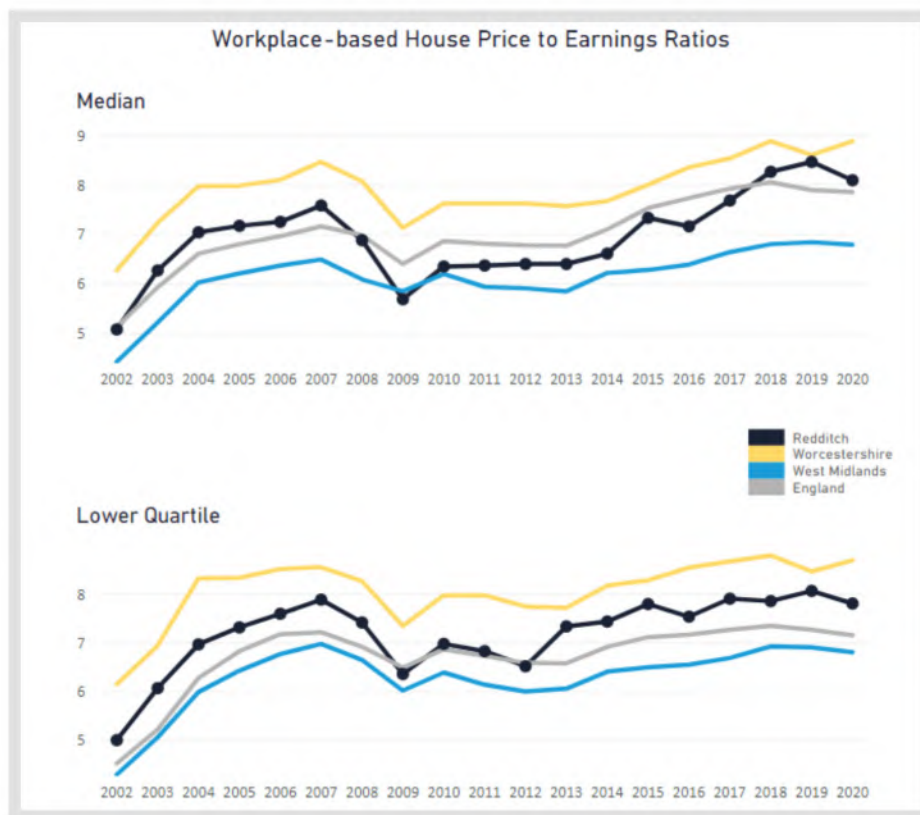 Workplace-based House Price to Earnings Ratios
Median
9
8
7
6
5
2002 2003 2004 2005 2006 2007 2008 2009 2010 2011 2012 2013 2014 2015 2016 2017 2018 2019 2020
Redditch
Worcestershire
West Midlands
England
Lower Quartile
8
7
6
5
2002 2003 2004 2005 2006 2007 2008 2009 2010 2011 2012 2013 2014 2015 2016 2017 2018 2019 2020